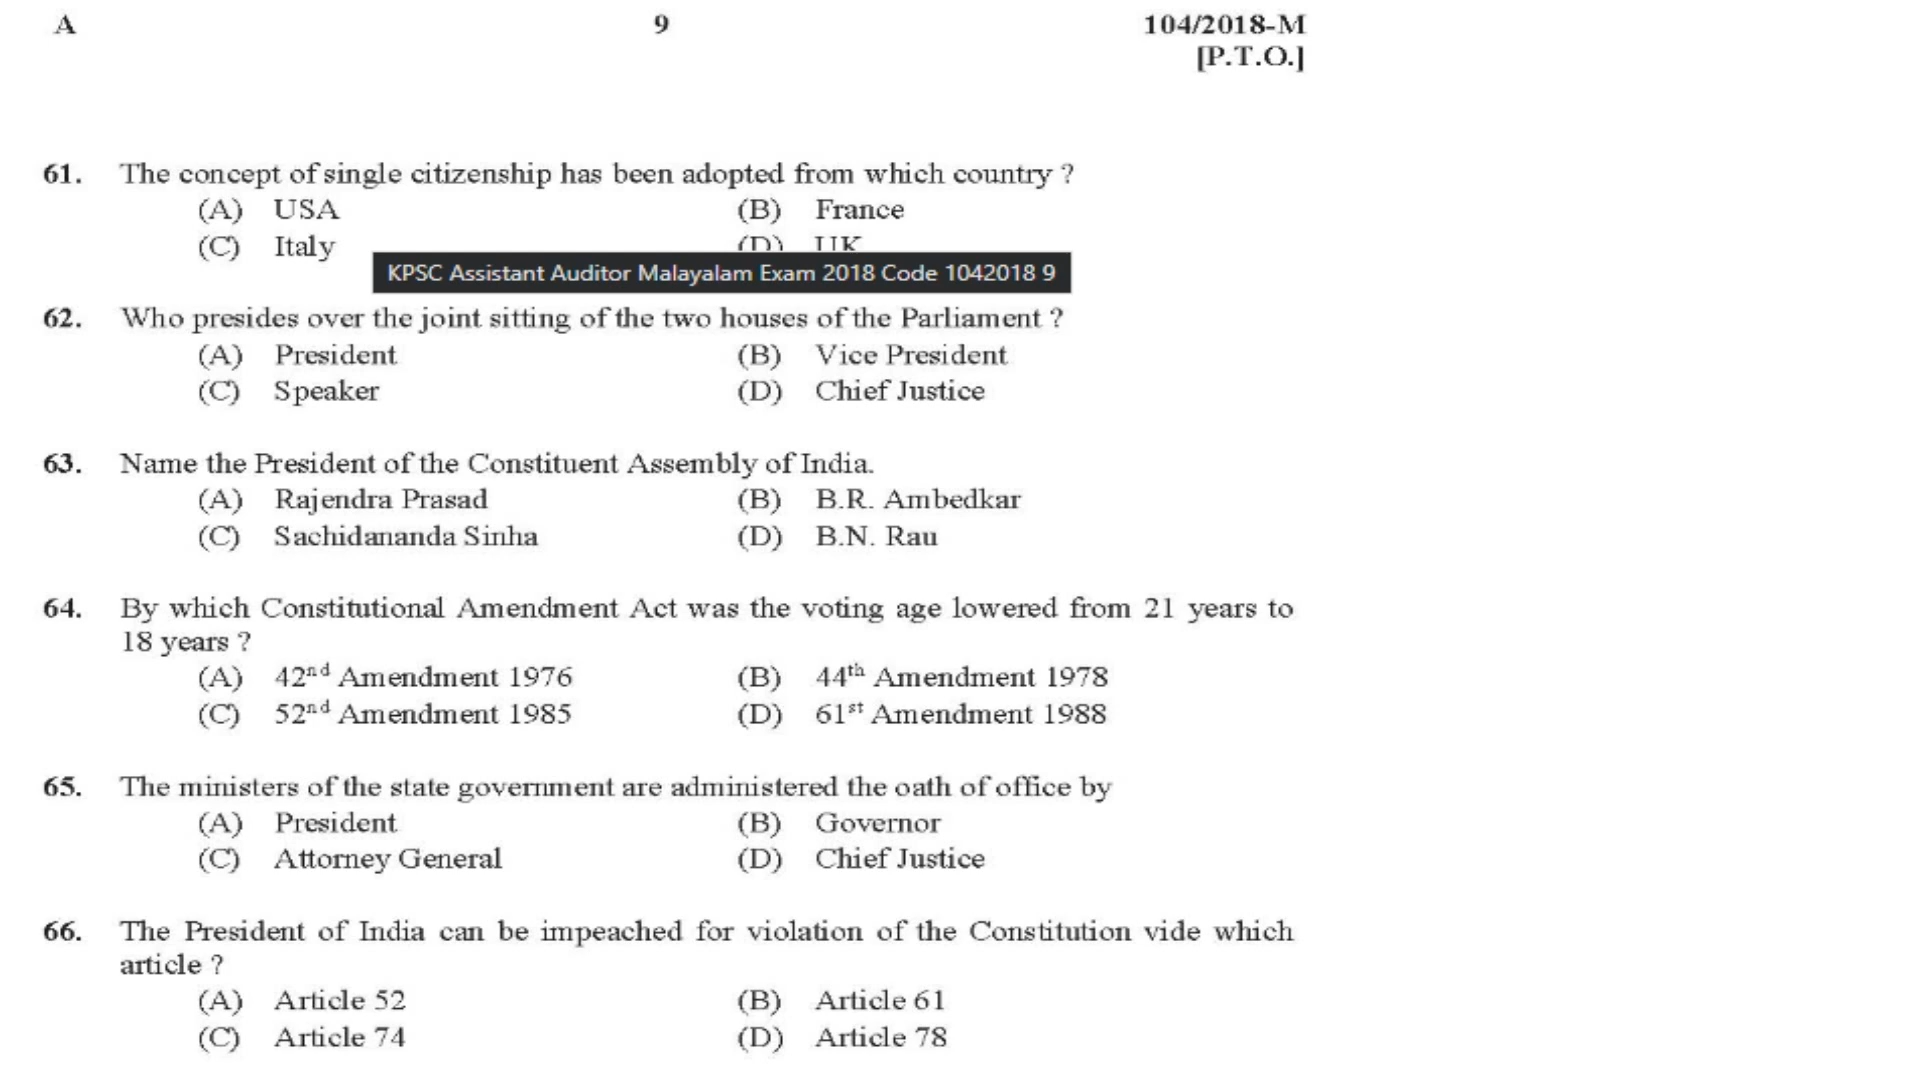 A 9 104/2018-M
[P.T.O.]
61. The concept of single citizenship has been adopted from which country ?
(A) USA (B) France
(C) Italy (D) UK
KPSC Assistant Auditor Malayalam Exam 2018 Code 1042018 9
62. Who presides over the joint sitting of the two houses of the Parliament ?
(A) President (B) Vice President
(C) Speaker (D) Chief Justice
63. Name the President of the Constituent Assembly of India.
(A) Rajendra Prasad (B) B.R. Ambedkar
(C) Sachidananda Sinha (D) B.N. Rau
64. By which Constitutional Amendment Act was the voting age lowered from 21 years to
18 years ?
(A) 42nd Amendment 1976 (B) 44th Amendment 1978
(C) 52nd Amendment 1985 (D) 61st Amendment 1988
65. The ministers of the state government are administered the oath of office by
(A) President (B) Governor
(C) Attorney General (D) Chief Justice
66. The President of India can be impeached for violation of the Constitution vide which
article ?
(A) Article 52 (B) Article 61
(C) Article 74 (D) Article 78